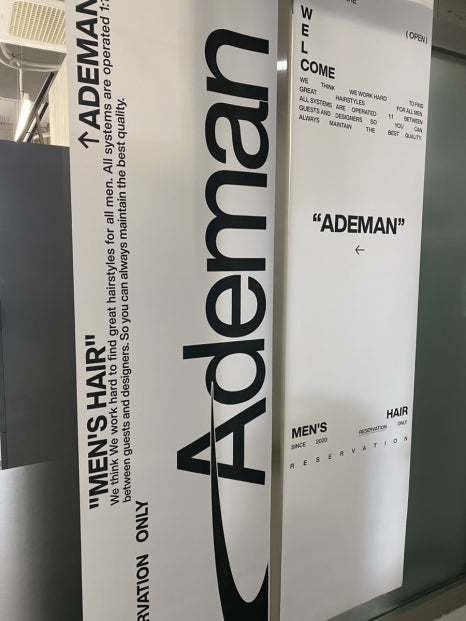 ↑ADEMAN
"MEN'S HAIR"
We think We work hard to find great hairstyles for all men. All systems are operated 1:
between guests and designers. So you can always maintain the best quality.
ONLY
Ademan
WEL
COME
(OPEN)
WE THINK WE WORK HARD TO FIND
GREAT HAIRSTYLES FOR ALL MEN,
ALL SYSTEMS ARE OPERATED 1:1 BETWEEN
GUESTS AND DESIGNERS SO YOU CAN
ALWAYS MAINTAIN THE BEST QUALITY.
“ADEMAN”
←
MEN'S HAIR
SINCE 2020 RESERVATION ONLY
RESERVATION